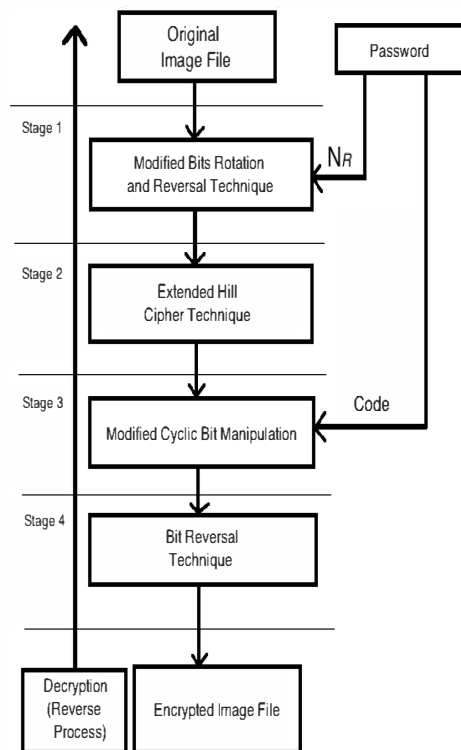 Original
Image File
Password
Stage 1
Modified Bits Rotation
and Reversal Technique
NR
Stage 2
Extended Hill
Cipher Technique
Stage 3
Code
Modified Cyclic Bit Manipulation
Stage 4
Bit Reversal
Technique
Decryption
(Reverse
Process)
Encrypted Image File